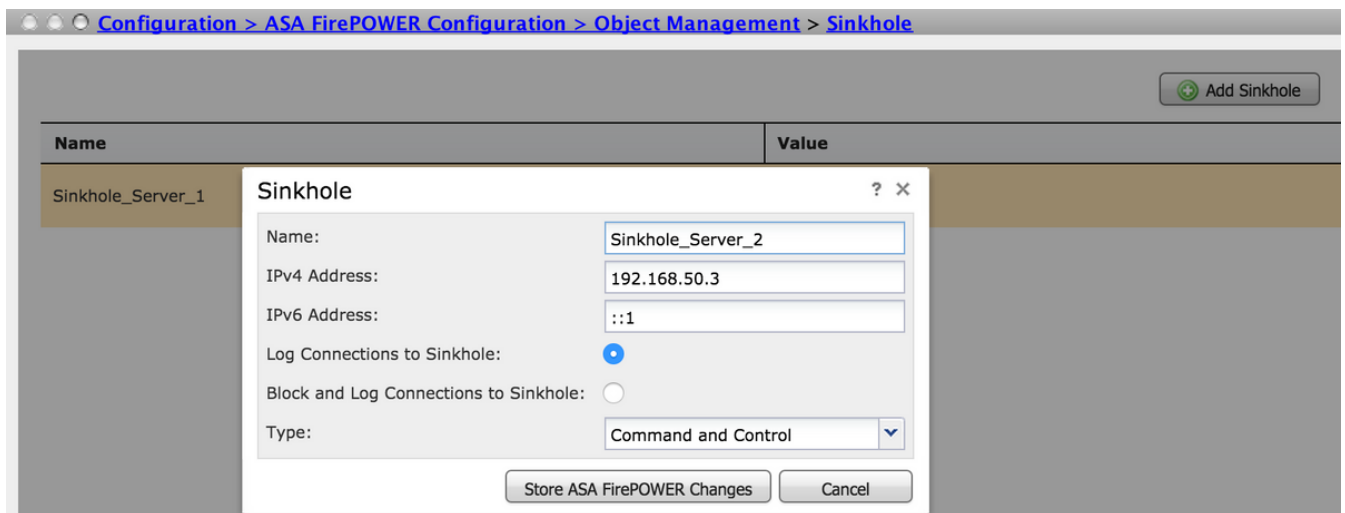 Configuration > ASA FirePOWER Configuration > Object Management > Sinkhole
Add Sinkhole
Name Value
Sinkhole_Server_1
Sinkhole ?
Name: Sinkhole_Server_2
IPv4 Address: 192.168.50.3
IPv6 Address: ::1
Log Connections to Sinkhole:
Block and Log Connections to Sinkhole:
Type: Command and Control
Store ASA FirePOWER Changes Cancel